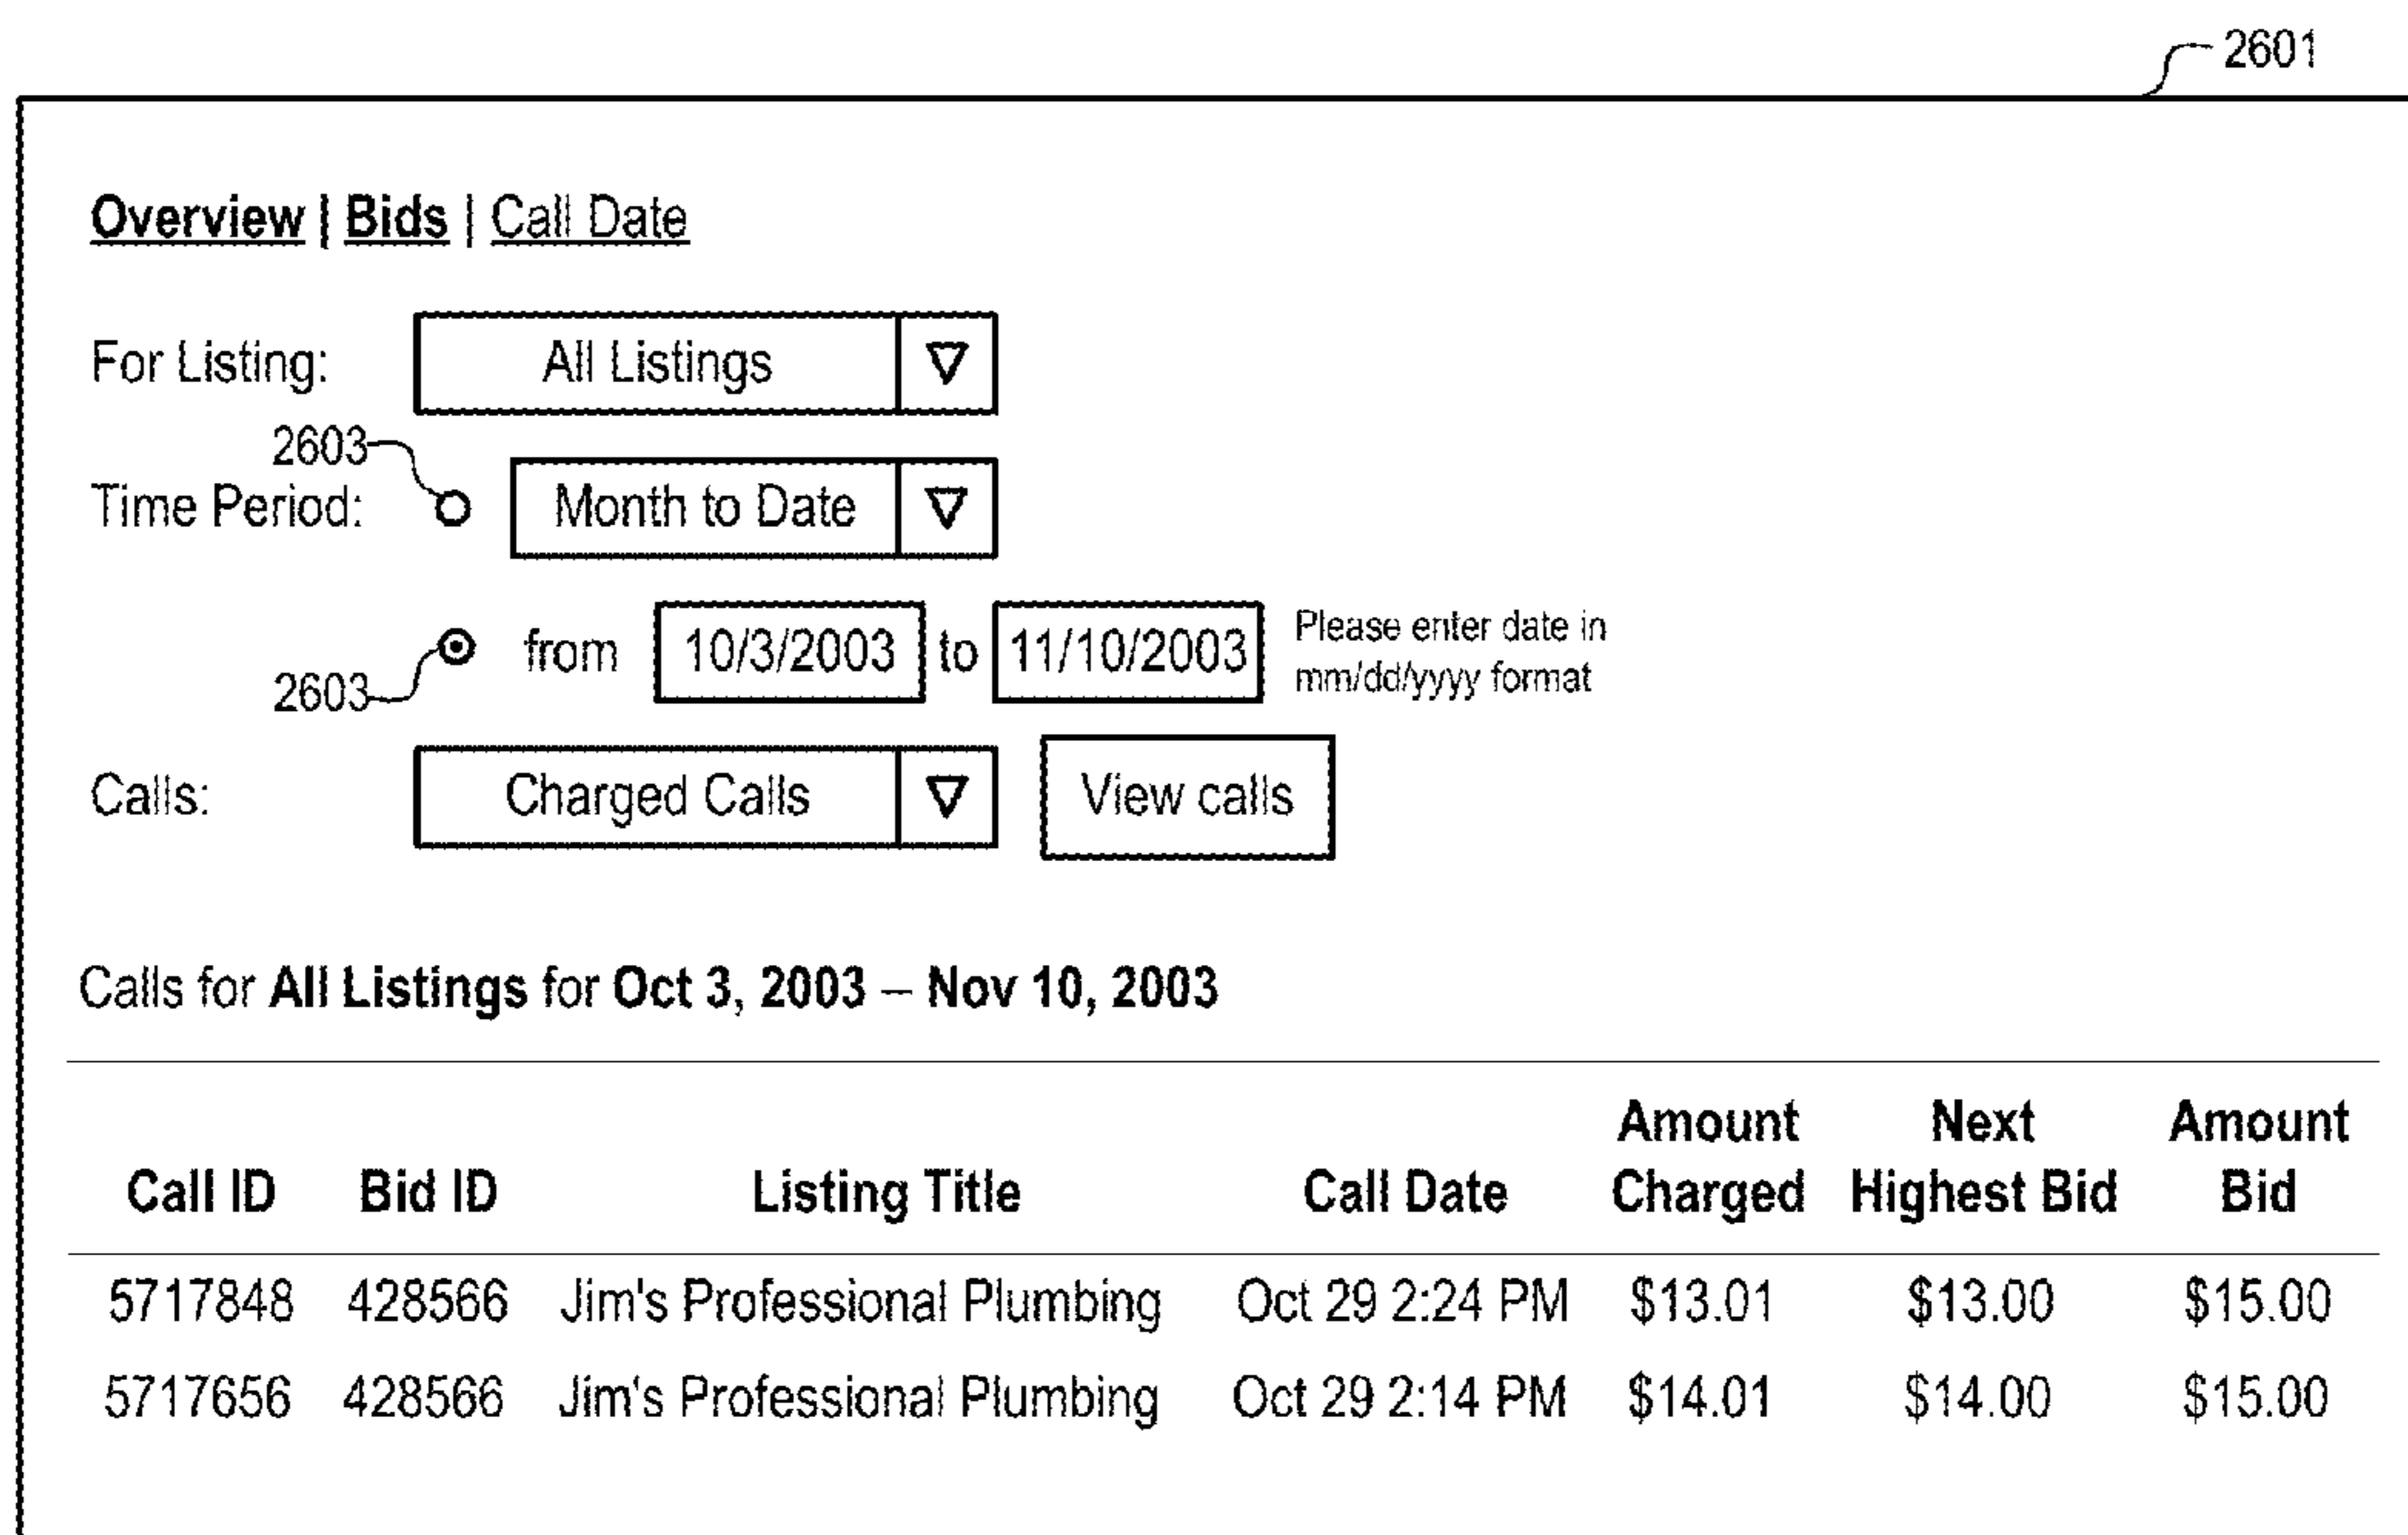 2601
Overview | Bids | Call Date
For Listing: All Listings
2603
Time Period: Month to Date
from 10/3/2003 to 11/10/2003 Please enter date in
mm/dd/yyyy format
2603
Calls: Charged Calls View calls
Calls for All Listings for Oct 3, 2003 – Nov 10, 2003
Amount Next Amount
Call ID Bid ID Listing Title Call Date Charged Highest Bid Bid
5717848 428566 Jim's Professional Plumbing Oct 29 2:24 PM $13.01 $13.00 $15.00
5717656 428566 Jim's Professional Plumbing Oct 29 2:14 PM $14.01 $14.00 $15.00